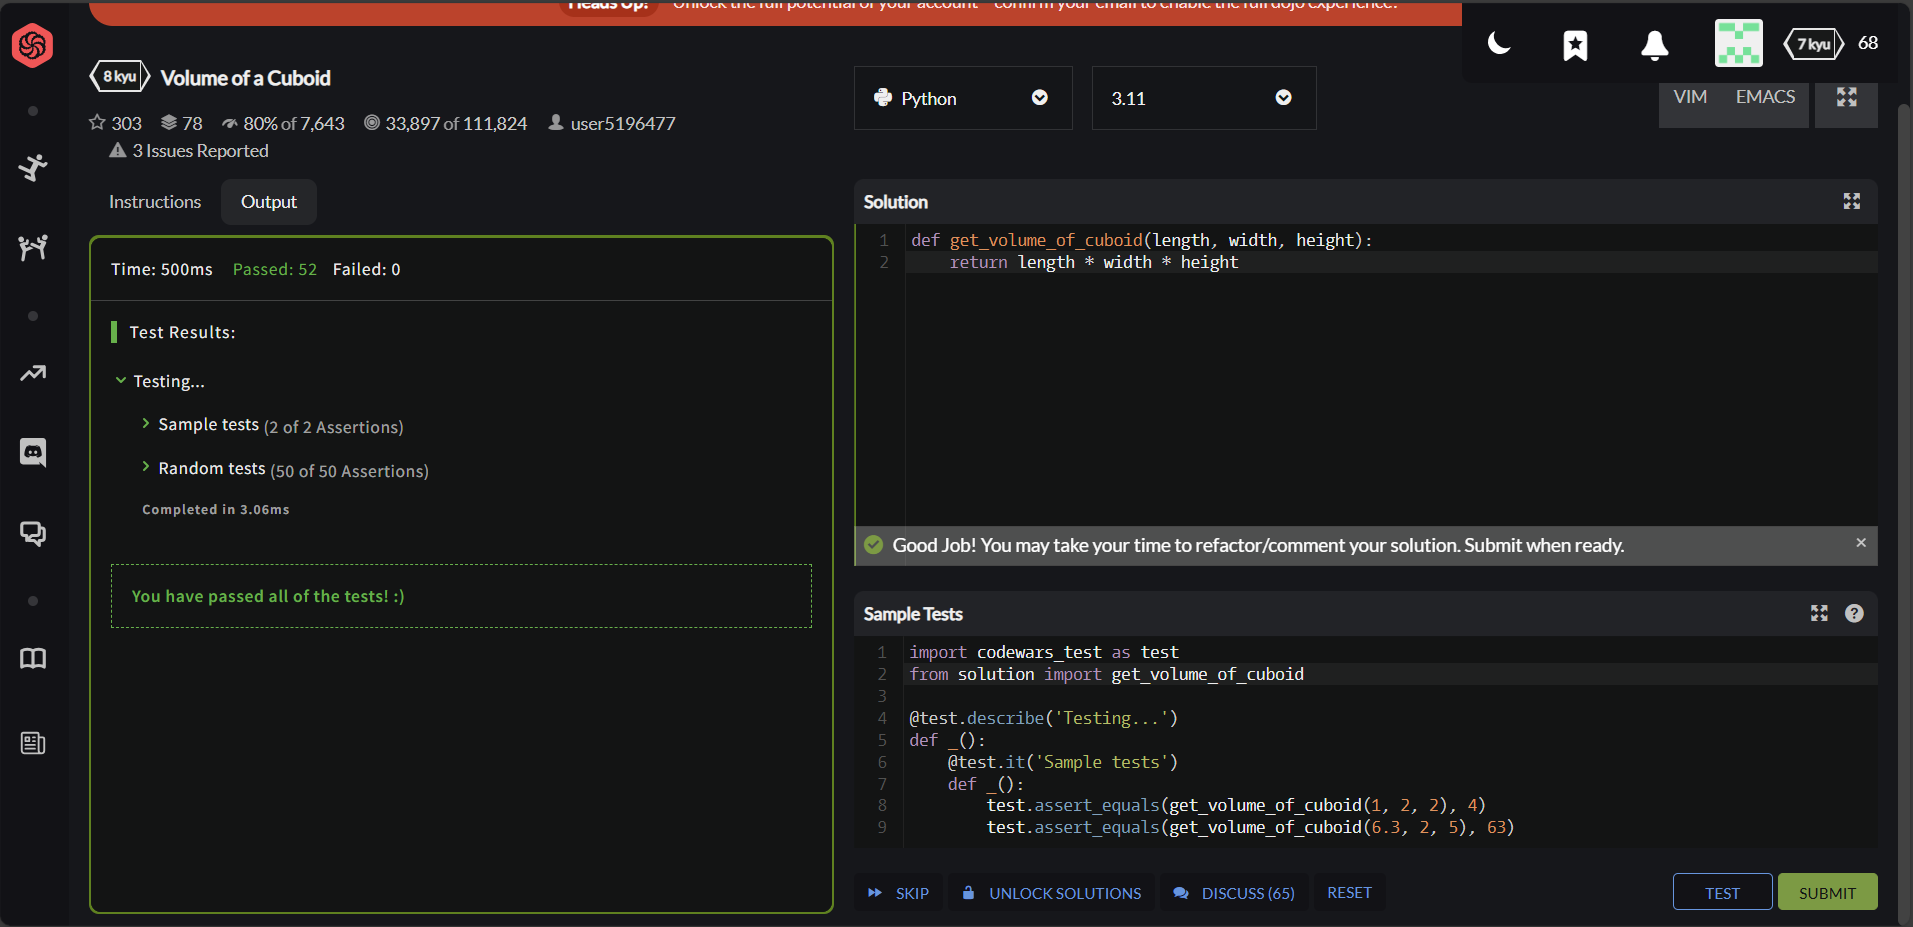 Heads Up! Unlock the full potential of your account - confirm your email to enable the full dojo experience.
7 kyu 68
8 kyu Volume of a Cuboid
303 78 80% of 7,643 33,897 of 111,824 user5196477
3 Issues Reported
Python 3.11 VIM EMACS
Instructions Output
Time: 500ms Passed: 52 Failed: 0
Test Results:
Testing...
Sample tests (2 of 2 Assertions)
Random tests (50 of 50 Assertions)
Completed in 3.06ms
You have passed all of the tests! :)
Solution
1 def get_volume_of_cuboid(length, width, height):
2 return length * width * height
Good Job! You may take your time to refactor/comment your solution. Submit when ready.
Sample Tests
1 import codewars_test as test
2 from solution import get_volume_of_cuboid
3
4 @test.describe('Testing...')
5 def _():
6 @test.it('Sample tests')
7 def _():
8 test.assert_equals(get_volume_of_cuboid(1, 2, 2), 4)
9 test.assert_equals(get_volume_of_cuboid(6.3, 2, 5), 63)
SKIP UNLOCK SOLUTIONS DISCUSS (65) RESET TEST SUBMIT